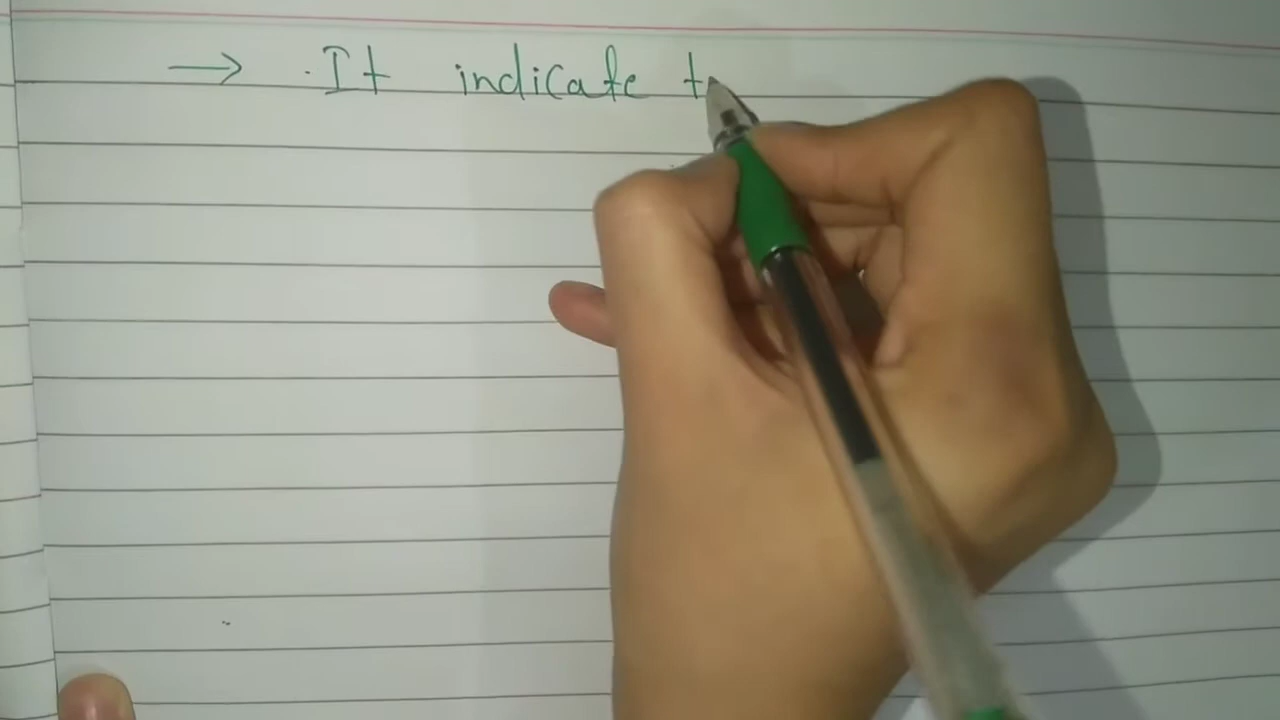 → .It indicate t